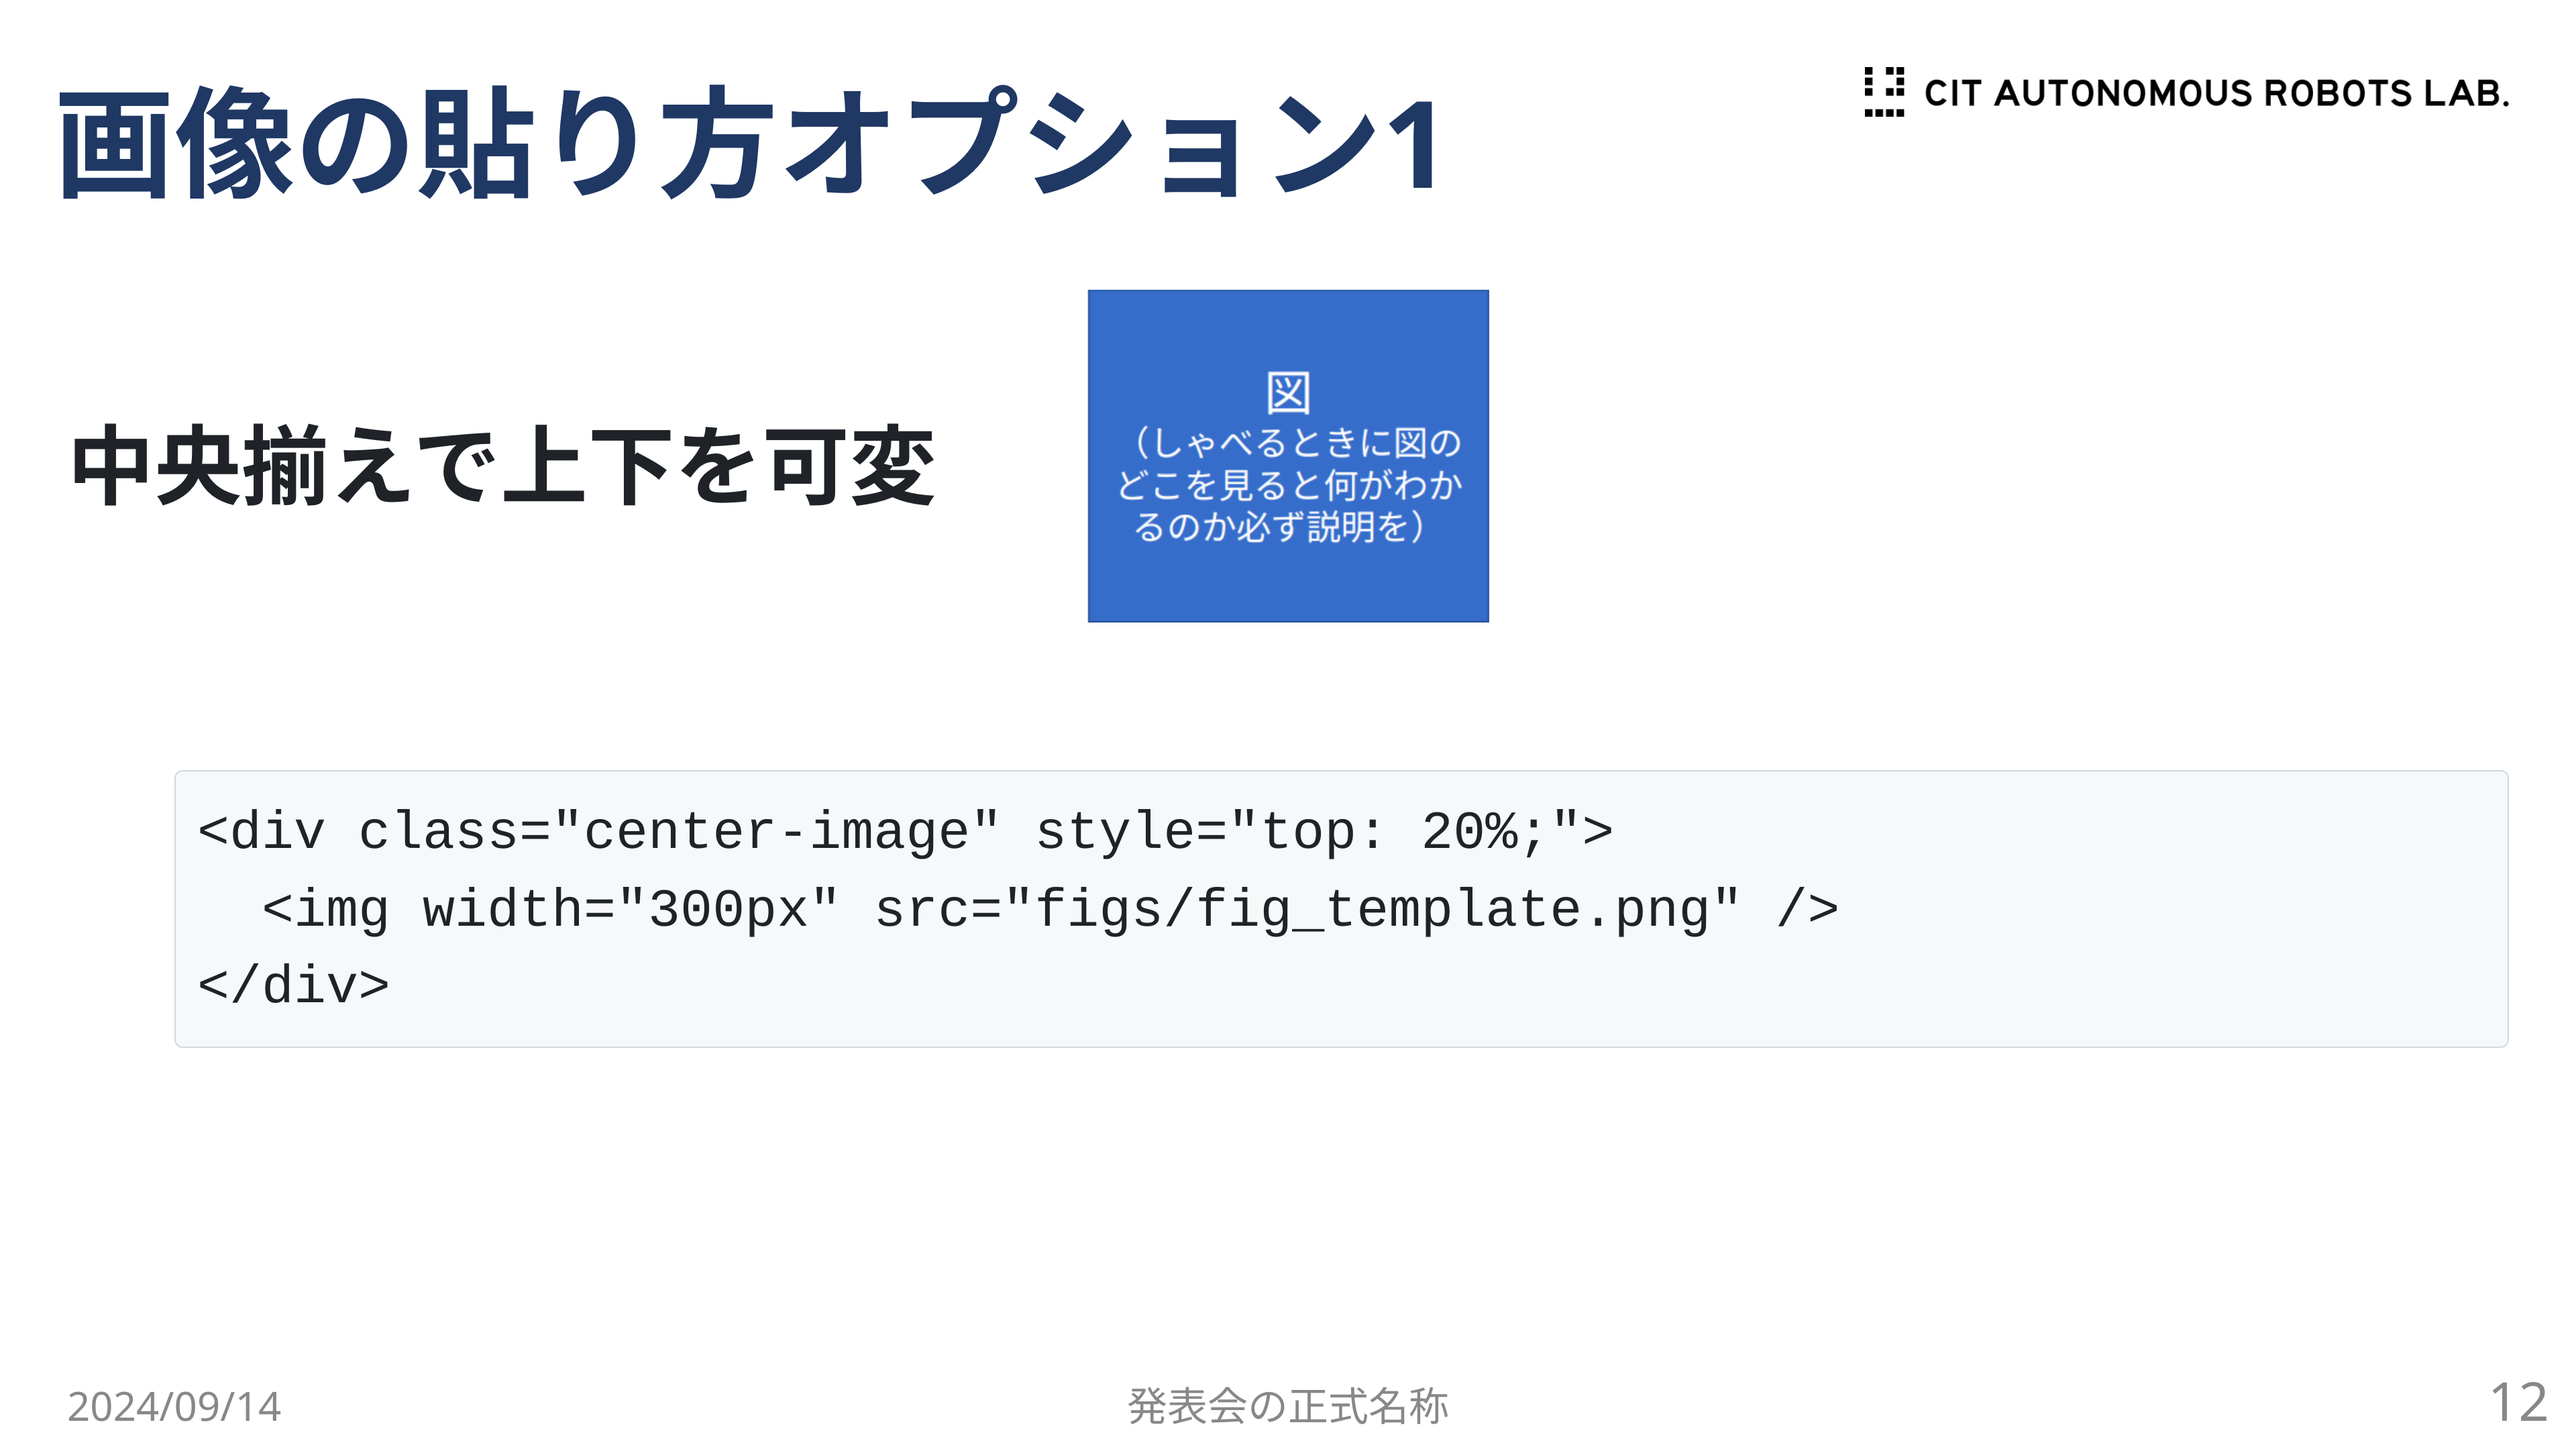 画像の貼り方オプション1
CIT AUTONOMOUS ROBOTS LAB.
中央揃えで上下を可変
図
（しゃべるときに図の
どこを見ると何がわか
るのか必ず説明を）
<div class="center-image" style="top: 20%;">
  <img width="300px" src="figs/fig_template.png" />
</div>
2024/09/14
発表会の正式名称
12